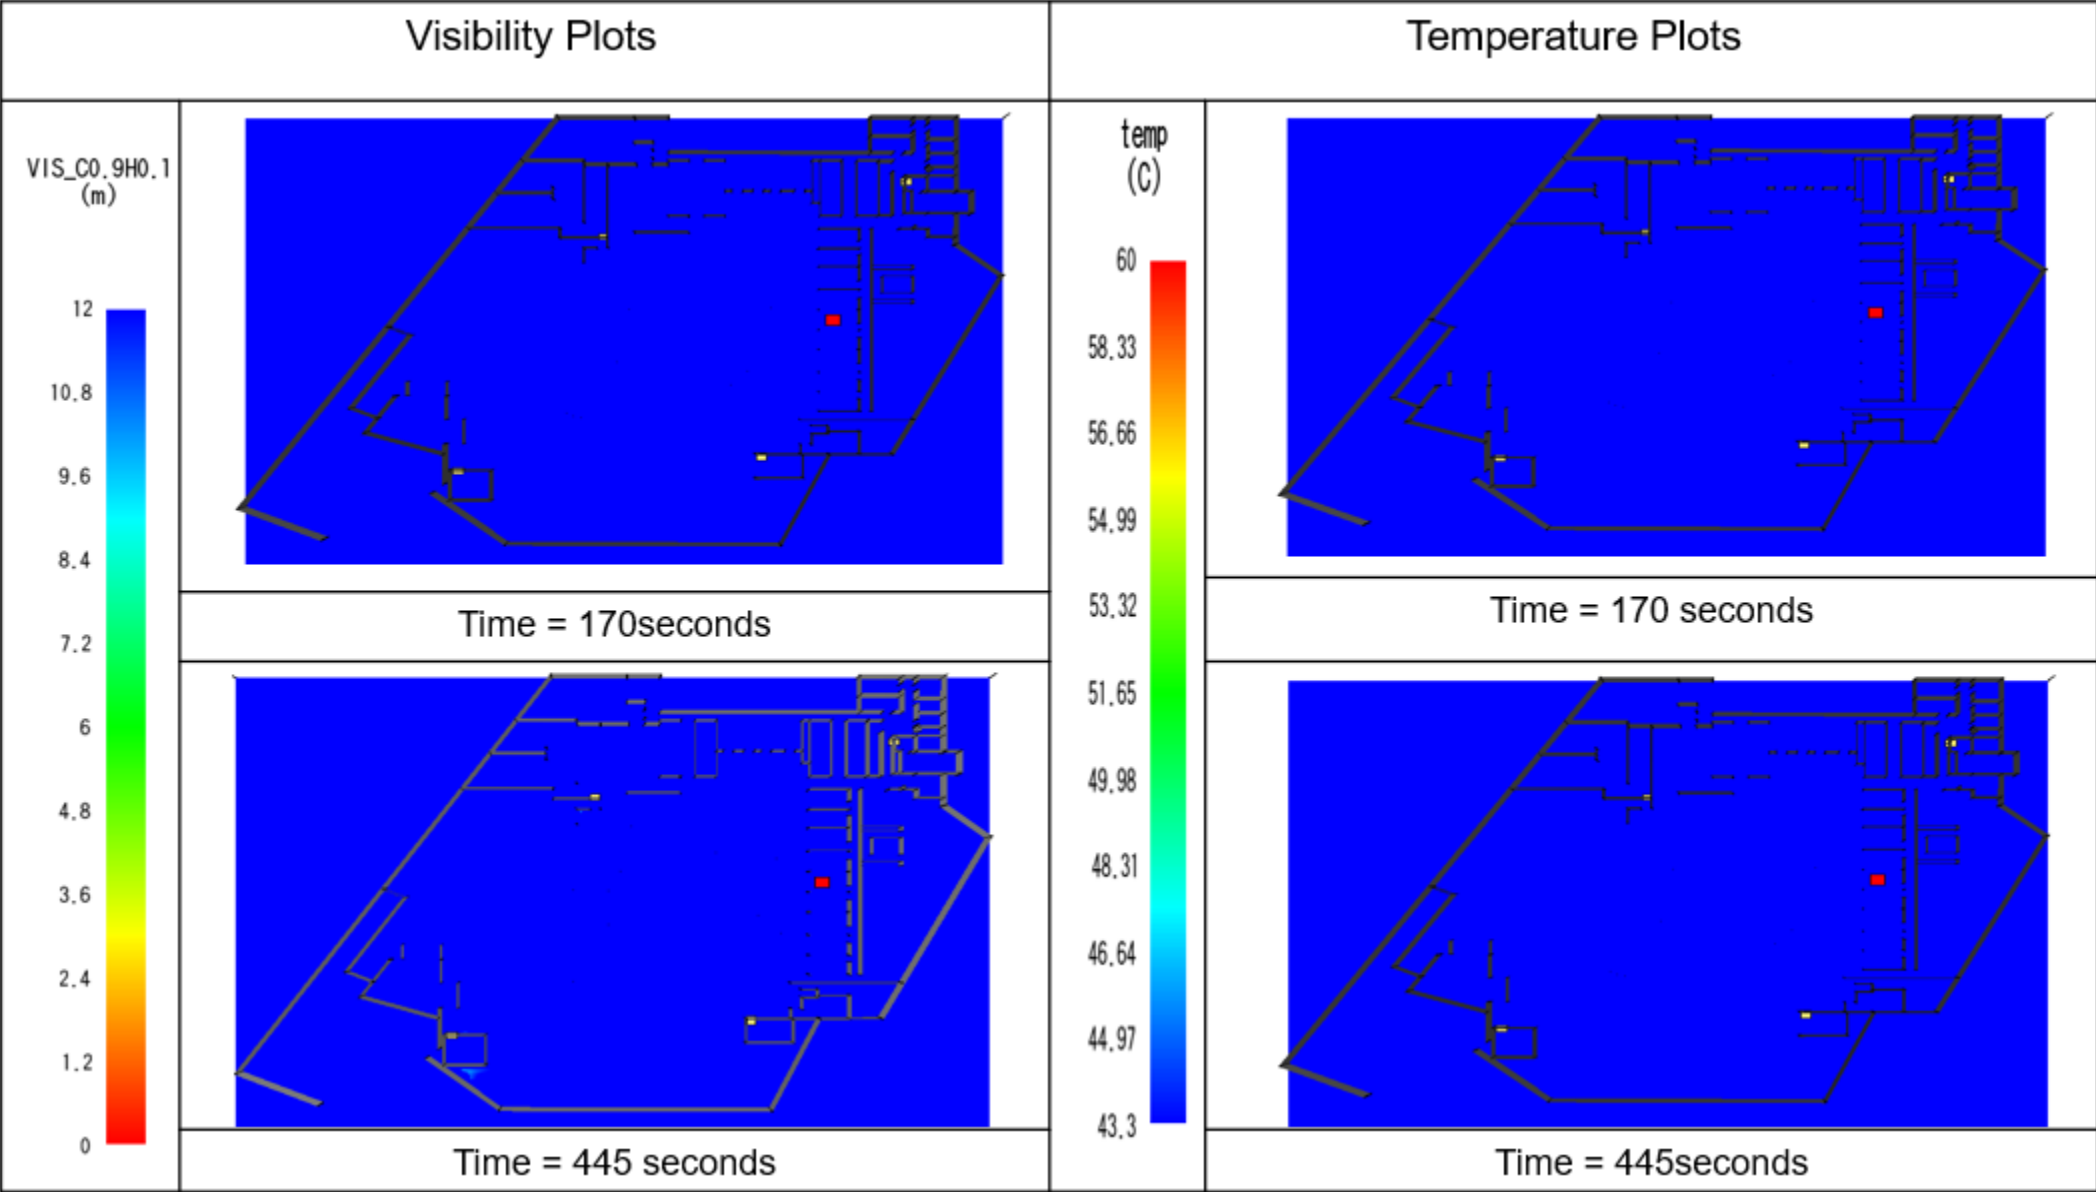 Visibility Plots
Temperature Plots
VIS_C0.9H0.1
(m)
12
10.8
9.6
8.4
7.2
6
4.8
3.6
2.4
1.2
0
temp
(C)
60
58.33
56.66
54.99
53.32
51.65
49.98
48.31
46.64
44.97
43.3
Time = 170seconds
Time = 170 seconds
Time = 445 seconds
Time = 445seconds